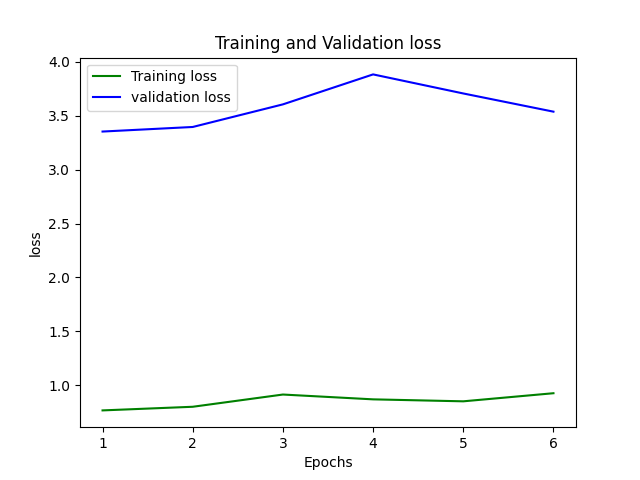 Training and Validation loss
Training loss
validation loss
4.0
3.5
3.0
2.5
2.0
1.5
1.0
loss
1 2 3 4 5 6
Epochs